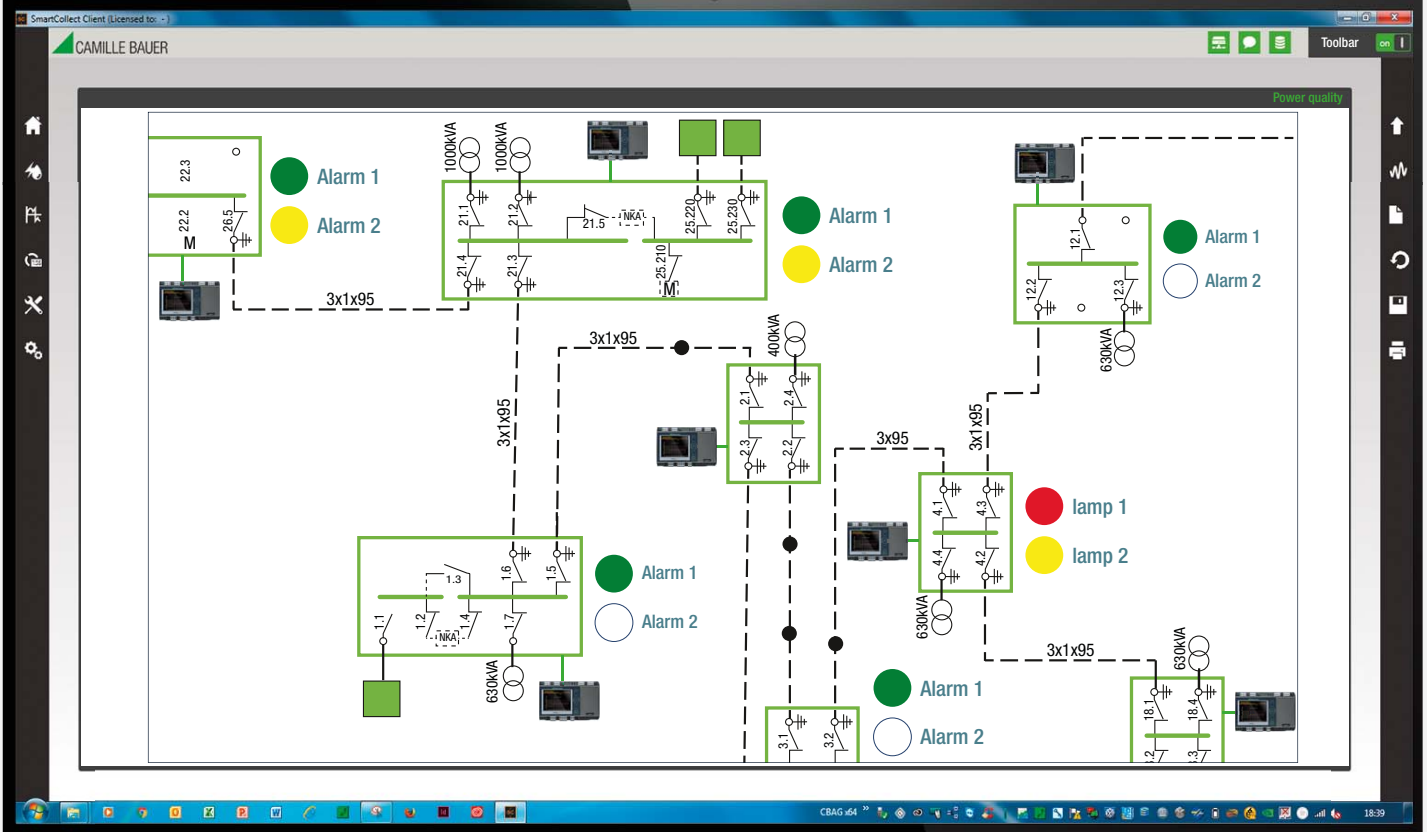 SmartCollect Client (Licensed to: - )
CAMILLE BAUER
Toolbar
on
Power quality
22.3
22.2
M
26.5
Alarm 1
Alarm 2
3x1x95
1000kVA
1000kVA
21.1
21.2
21.4
21.3
21.5
NKA
25.220
25.230
25.210
M
Alarm 1
Alarm 2
12.1
12.2
12.3
630kVA
Alarm 1
Alarm 2
3x1x95
3x1x95
400kVA
2.1
2.4
2.3
2.2
3x95
3x1x95
4.1
4.3
4.4
4.2
630kVA
lamp 1
lamp 2
1.1
1.2
1.3
1.4
NKA
1.6
1.5
1.7
630kVA
Alarm 1
Alarm 2
3.1
3.2
Alarm 1
Alarm 2
3x1x95
630kVA
18.1
18.4
CBAG x64
18:39